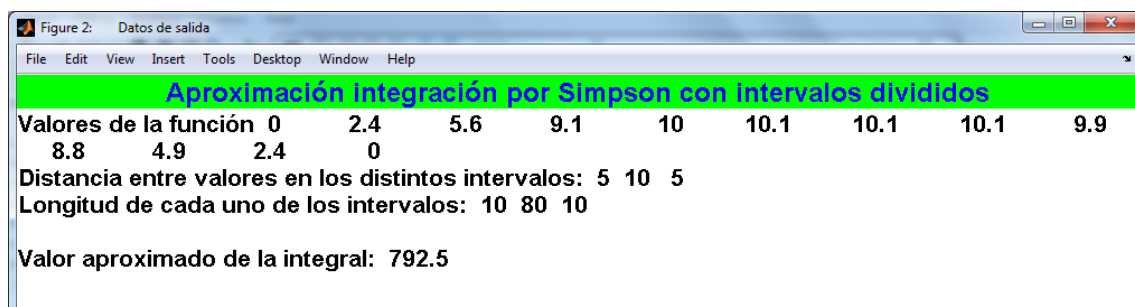 Figure 2: Datos de salida
File Edit View Insert Tools Desktop Window Help
Aproximación integración por Simpson con intervalos divididos
Valores de la función 0 2.4 5.6 9.1 10 10.1 10.1 10.1 9.9
8.8 4.9 2.4 0
Distancia entre valores en los distintos intervalos: 5 10 5
Longitud de cada uno de los intervalos: 10 80 10
Valor aproximado de la integral: 792.5